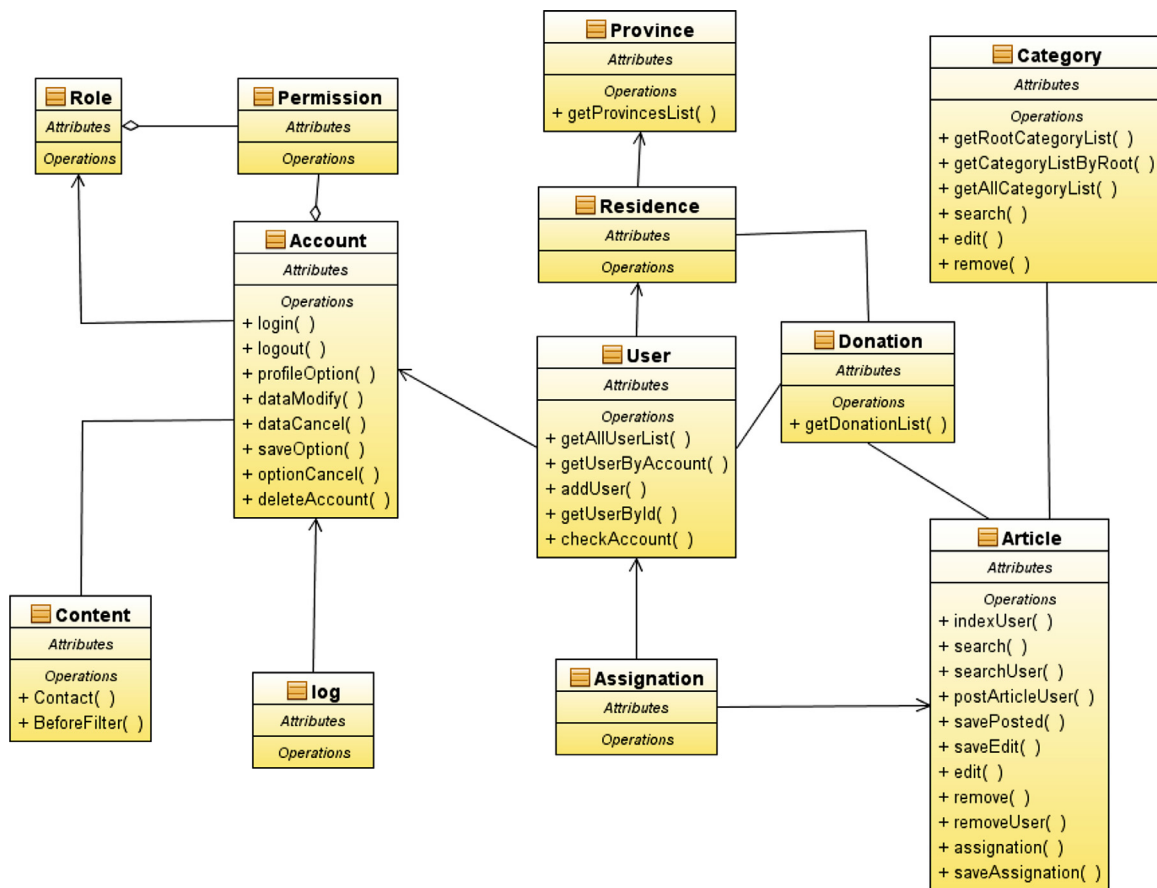 Province
Attributes
Operations
+ getProvincesList( )
Category
Attributes
Operations
+ getRootCategoryList( )
+ getCategoryListByRoot( )
+ getAllCategoryList( )
+ search( )
+ edit( )
+ remove( )
Role
Attributes
Operations
Permission
Attributes
Operations
Residence
Attributes
Operations
Account
Attributes
Operations
+ login( )
+ logout( )
+ profileOption( )
+ dataModify( )
+ dataCancel( )
+ saveOption( )
+ optionCancel( )
+ deleteAccount( )
User
Attributes
Operations
+ getAllUserList( )
+ getUserByAccount( )
+ addUser( )
+ getUserById( )
+ checkAccount( )
Donation
Attributes
Operations
+ getDonationList( )
Content
Attributes
Operations
+ Contact( )
+ BeforeFilter( )
log
Attributes
Operations
Assignation
Attributes
Operations
Article
Attributes
Operations
+ indexUser( )
+ search( )
+ searchUser( )
+ postArticleUser( )
+ savePosted( )
+ saveEdit( )
+ edit( )
+ remove( )
+ removeUser( )
+ assignation( )
+ saveAssignation( )